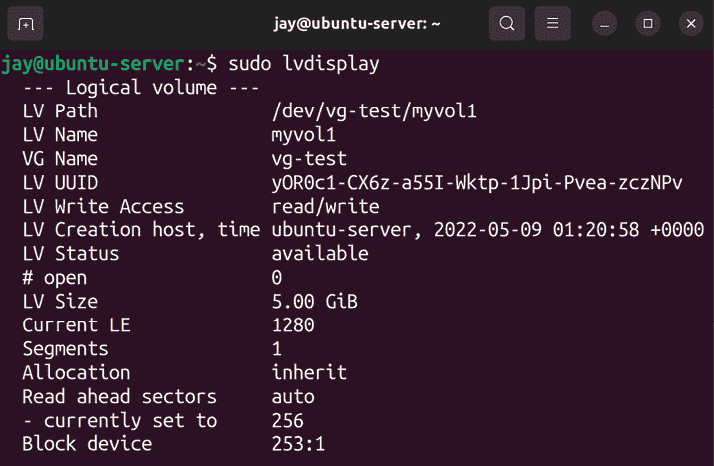 jay@ubuntu-server: ~
jay@ubuntu-server:~$ sudo lvdisplay
--- Logical volume ---
LV Path /dev/vg-test/myvol1
LV Name myvol1
VG Name vg-test
LV UUID yOR0c1-CX6z-a55I-Wktp-1Jpi-Pvea-zczNPv
LV Write Access read/write
LV Creation host, time ubuntu-server, 2022-05-09 01:20:58 +0000
LV Status available
# open 0
LV Size 5.00 GiB
Current LE 1280
Segments 1
Allocation inherit
Read ahead sectors auto
- currently set to 256
Block device 253:1